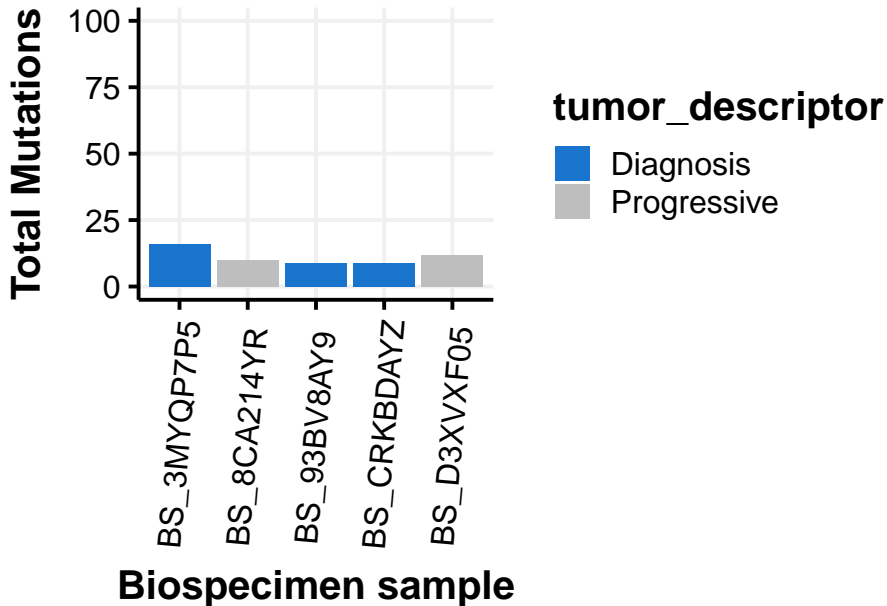 Total Mutations
100
75
50
25
0
BS_3MYQP7P5
BS_8CA214YR
BS_93BV8AY9
BS_CRKBDAYZ
BS_D3XVXF05
Biospecimen sample
tumor_descriptor
Diagnosis
Progressive